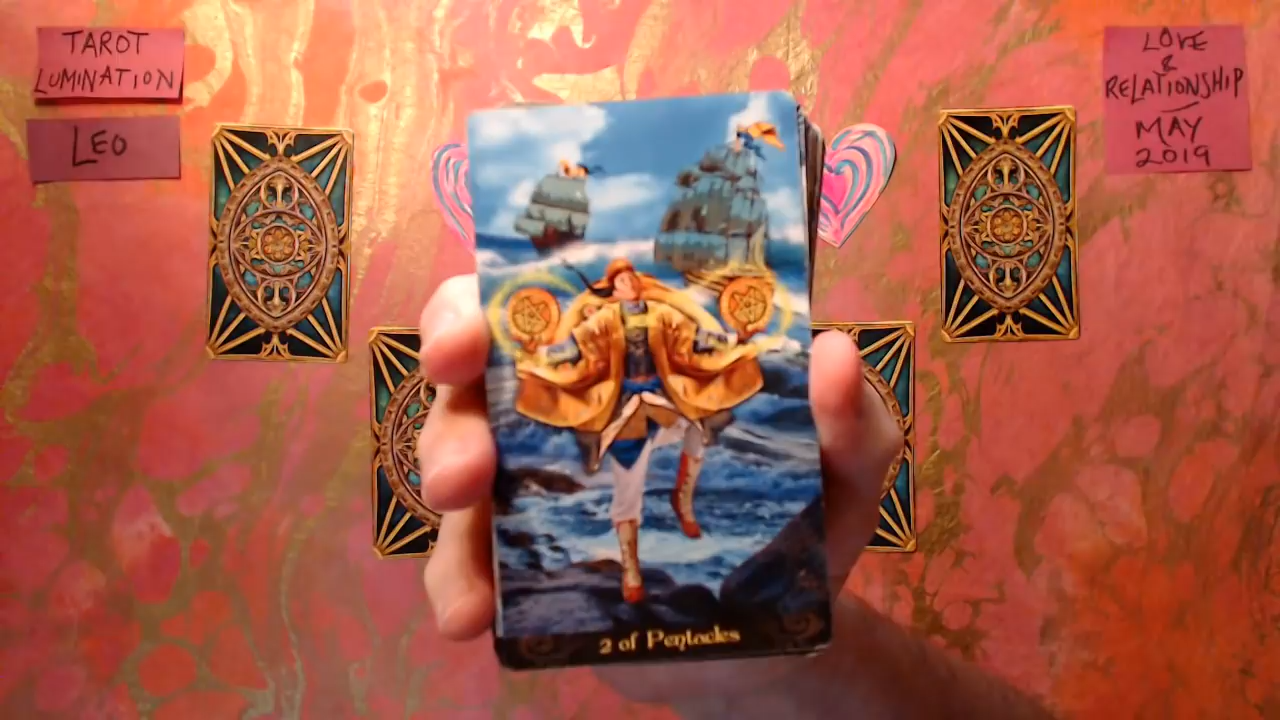 TAROT
LUMINATION
LEO
LOVE
&
RELATIONSHIP
MAY
2019
2 of Pentacles